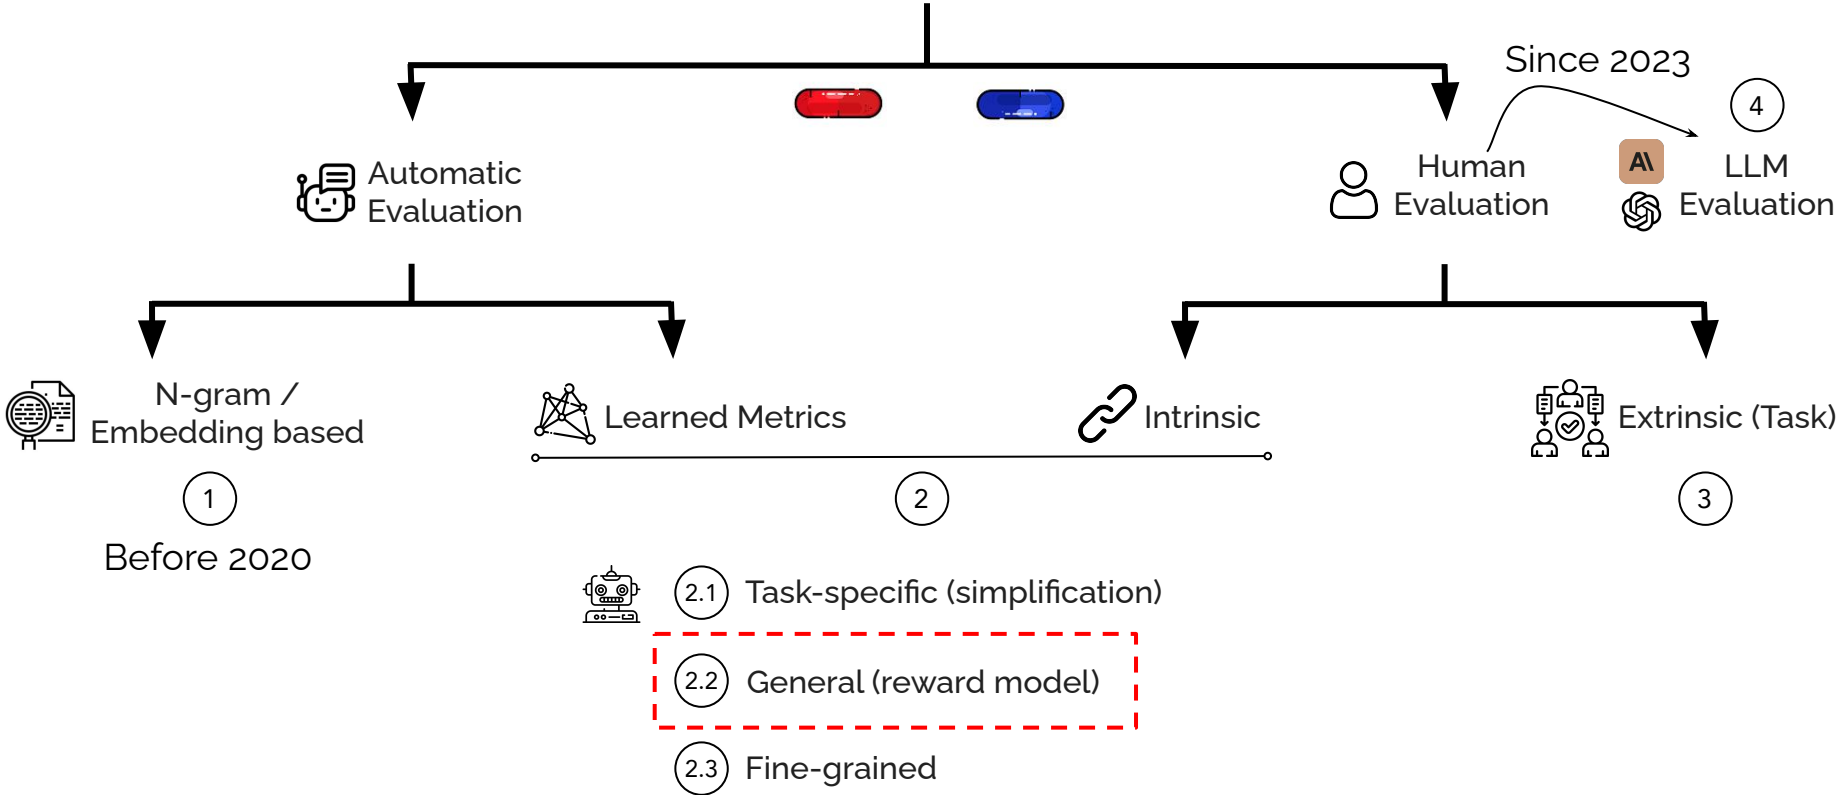 Since 2023
4
Automatic
Evaluation
Human
Evaluation
A\
LLM
Evaluation
N-gram /
Embedding based
Learned Metrics
Intrinsic
Extrinsic (Task)
1
2
3
Before 2020
2.1 Task-specific (simplification)
2.2 General (reward model)
2.3 Fine-grained